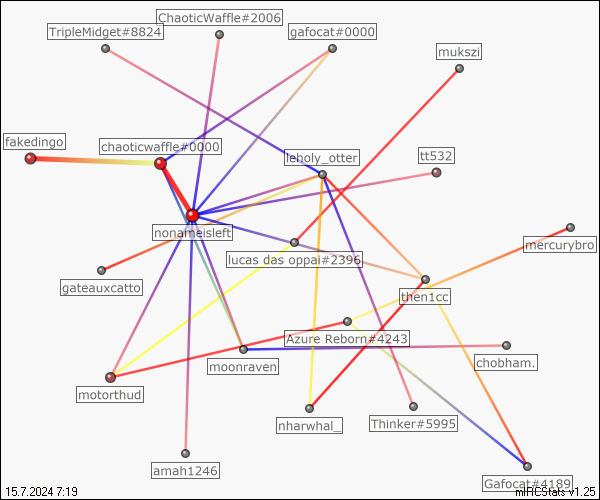 ChaoticWaffle#2006
TripleMidget#8824
gafocat#0000
mukszi
fakedingo
chaoticwaffle#0000
leholy_otter
tt532
nonameisleft
mercurybro
lucas das oppai#2396
gateauxcatto
then1cc
Azure Reborn#4243
moonraven
chobham.
motorthud
nharwhal_
Thinker#5995
amah1246
Gafocat#4189
15.7.2024 7:19
mIRCStats v1.25